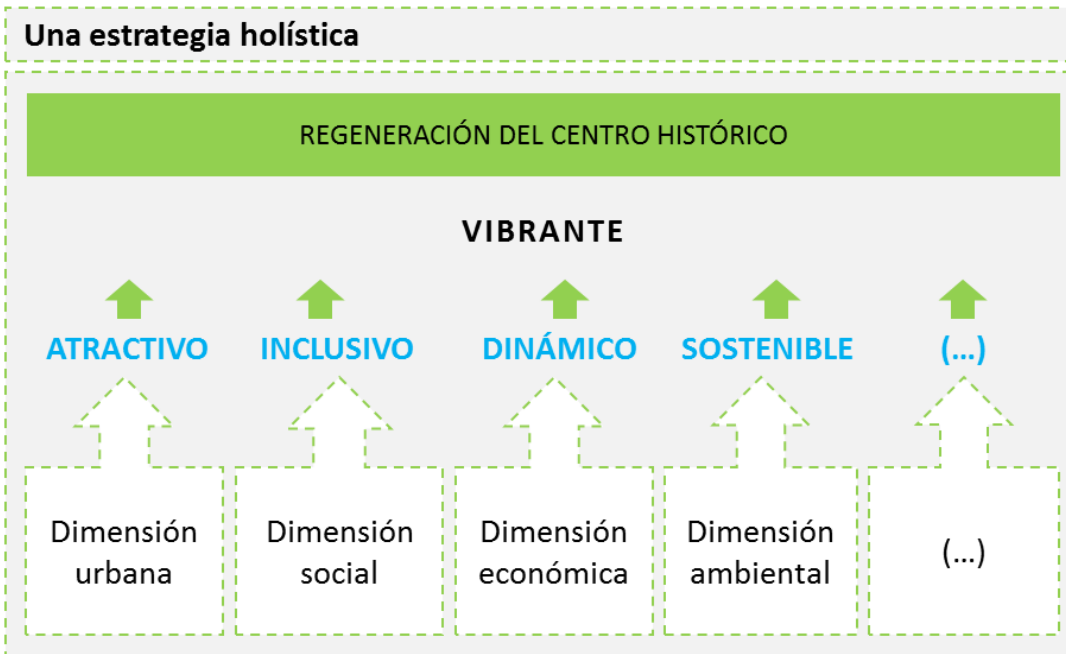 Una estrategia holística
REGENERACIÓN DEL CENTRO HISTÓRICO
VIBRANTE
ATRACTIVO
INCLUSIVO
DINÁMICO
SOSTENIBLE
(...)
Dimensión
urbana
Dimensión
social
Dimensión
económica
Dimensión
ambiental
(...)